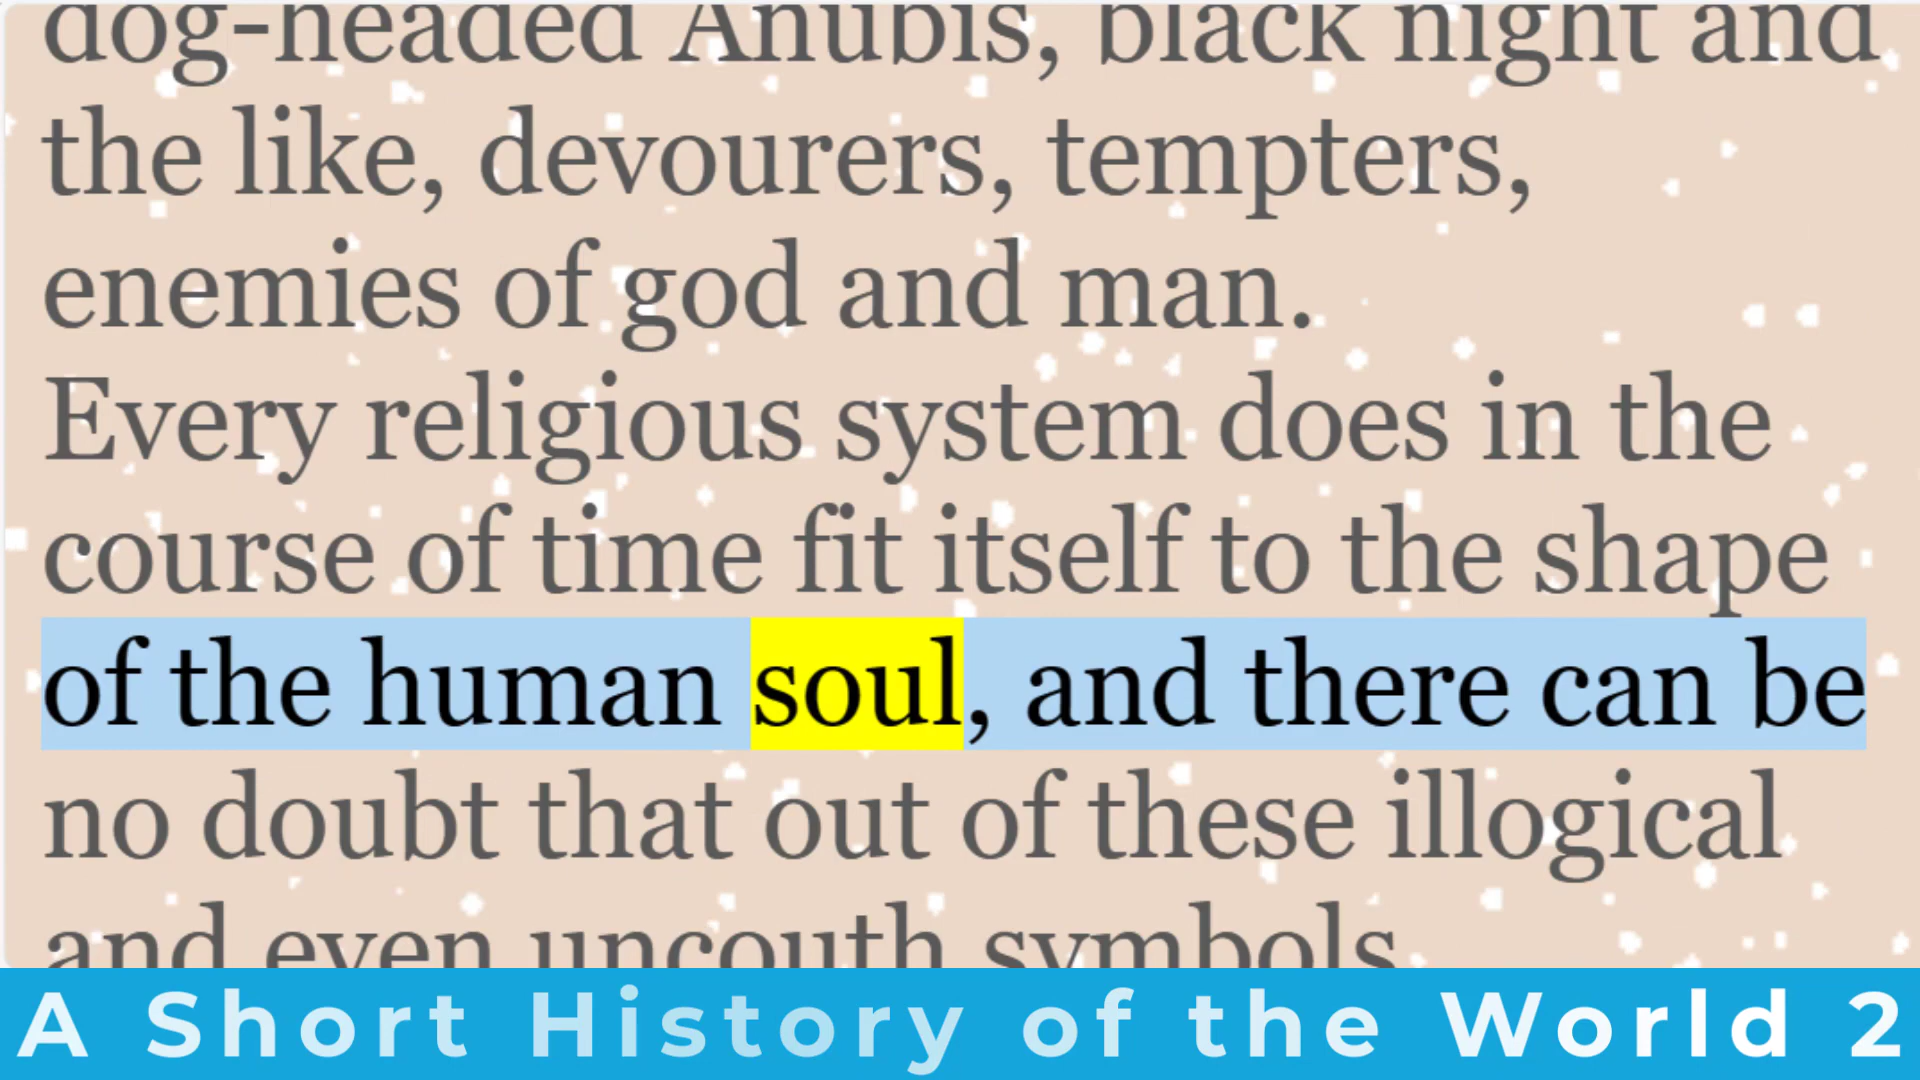 dog-headed Anubis, black night and
the like, devourers, tempters,
enemies of god and man.
Every religious system does in the
course of time fit itself to the shape
of the human soul, and there can be
no doubt that out of these illogical
and even uncouth symbols
A Short History of the World 2